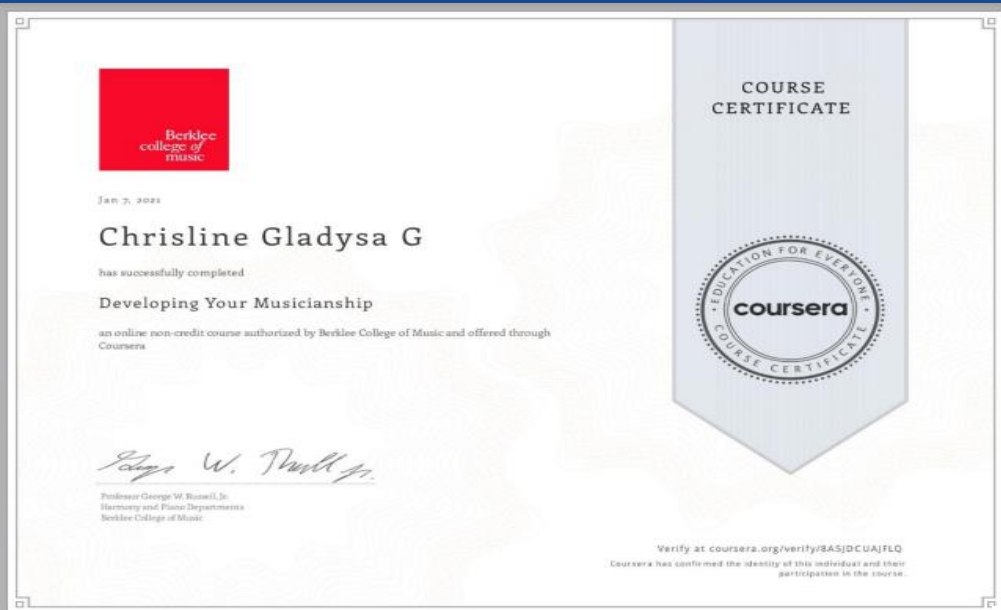 Berklee
college of
music
Jan 7, 2021
Chrisline Gladysa G
has successfully completed
Developing Your Musicianship
an online non-credit course authorized by Berklee College of Music and offered through
Coursera
Professor George W. Russell, Jr.
Harmony and Piano Departments
Berklee College of Music
COURSE
CERTIFICATE
EDUCATION FOR EVERYONE
coursera
COURSE CERTIFICATE
Verify at coursera.org/verify/8ASJDCUAJFLQ
Coursera has confirmed the identity of this individual and their
participation in the course.